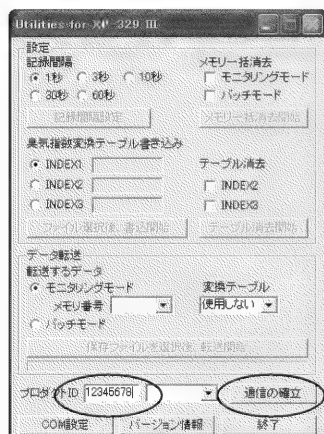 Utilities for XP-329 III
設定
記録間隔
1秒 3秒 10秒
30秒 60秒
記録間隔設定
メモリー括消去
モニタリングモード
バッチモード
メモリー括消去開始
臭気指数変換テーブル書き込み
INDEX1
INDEX2
INDEX3
ファイル選択後、書込開始
テーブル消去
INDEX2
INDEX3
テーブル消去開始
データ転送
転送するデータ
モニタリングモード
メモリ番号
バッチモード
変換テーブル
使用しない
保存ファイルを選択後、転送開始
プロダクトID 12345678 通信の確立
COM設定 バージョン情報 終了